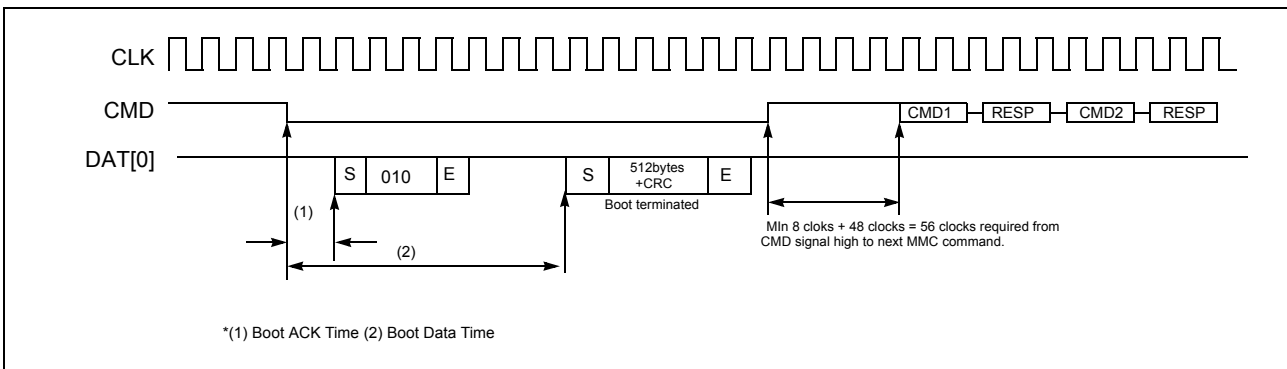 CLK
CMD
CMD1 RESP CMD2 RESP
DAT[0]
S 010 E
S 512bytes +CRC E
Boot terminated
(1)
(2)
MIn 8 cloks + 48 clocks = 56 clocks required from
CMD signal high to next MMC command.
*(1) Boot ACK Time (2) Boot Data Time